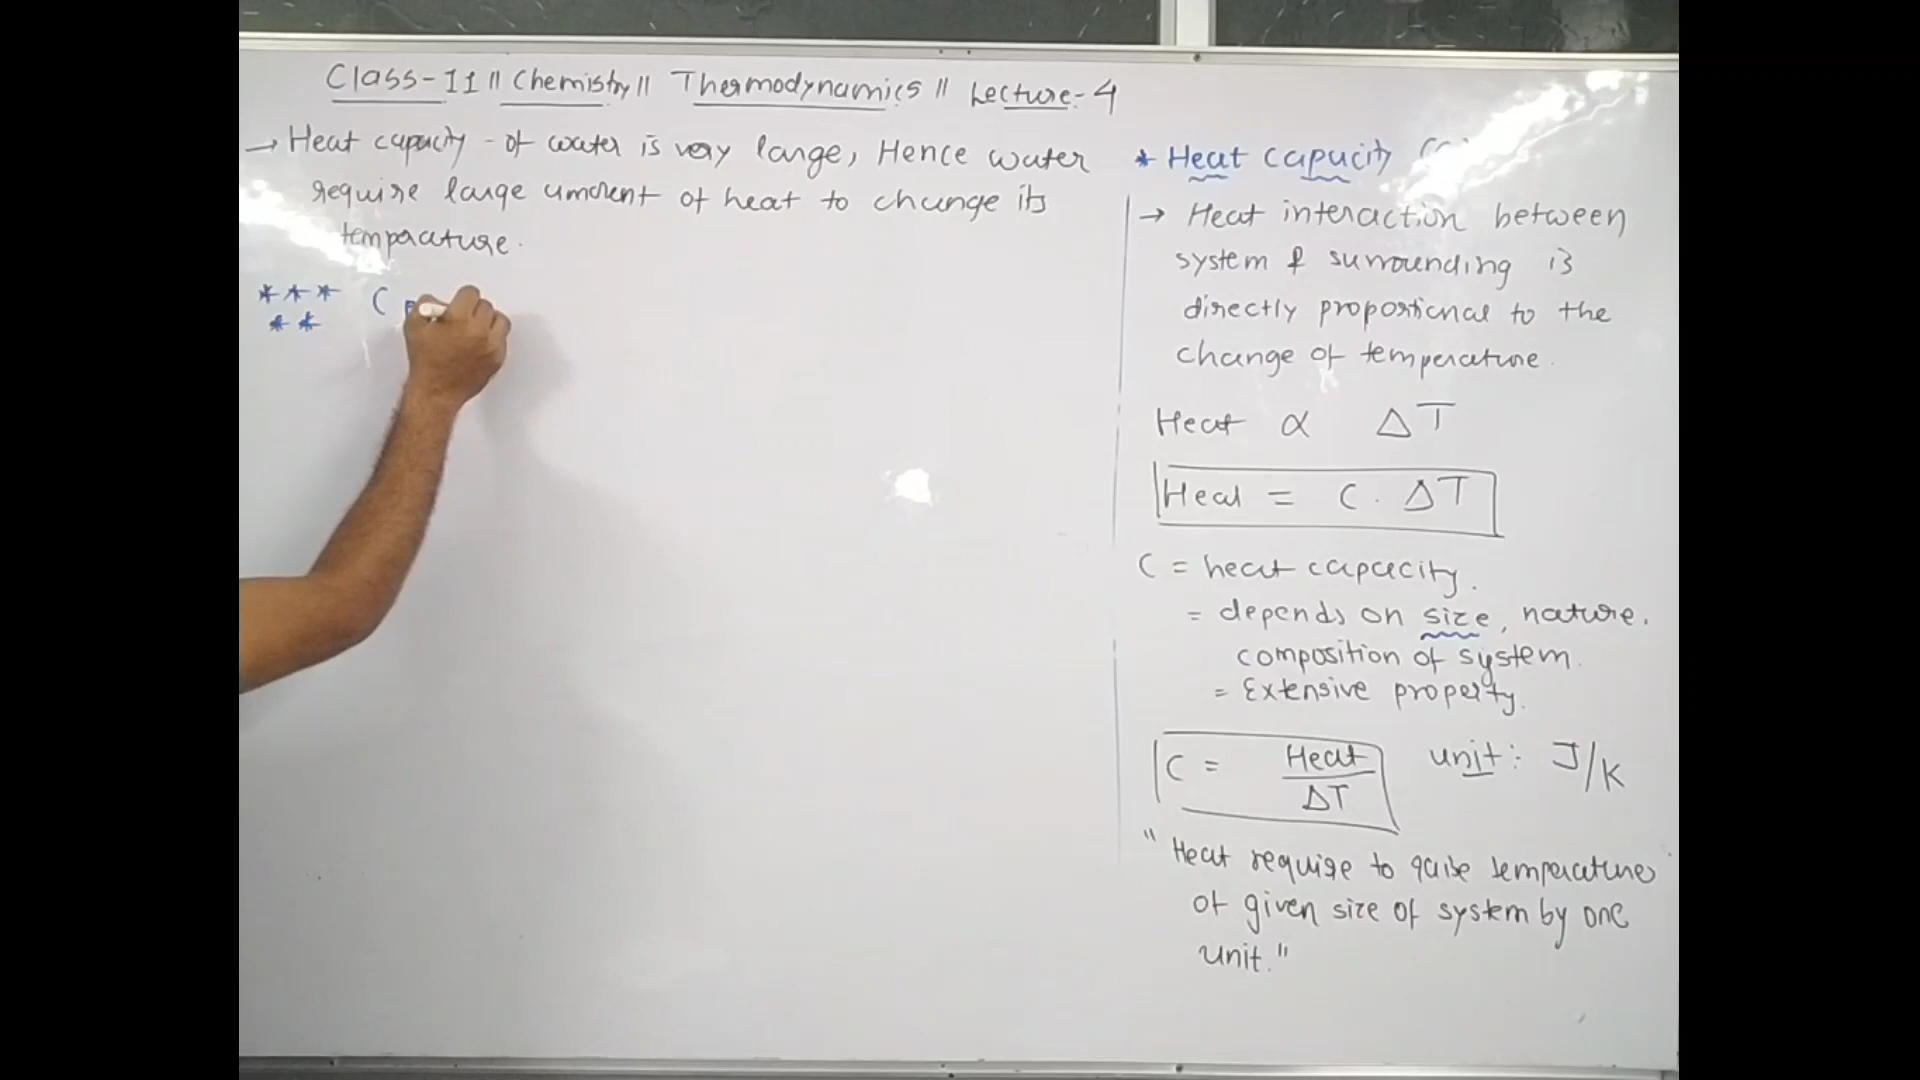 Class-11 || Chemistry || Thermodynamics || Lecture-4
→ Heat capacity - of water is very large, Hence water
require large amount of heat to change its
temperature.
*** C
**
* Heat capacity
→ Heat interaction between
system & surrounding is
directly proportional to the
change of temperature.
Heat ∝ ΔT
Heat = C. ΔT
C = heat capacity.
= depends on size, nature.
composition of system.
= Extensive property.
C = Heat/ΔT unit: J/K
"Heat require to raise temperature
of given size of system by one
unit."